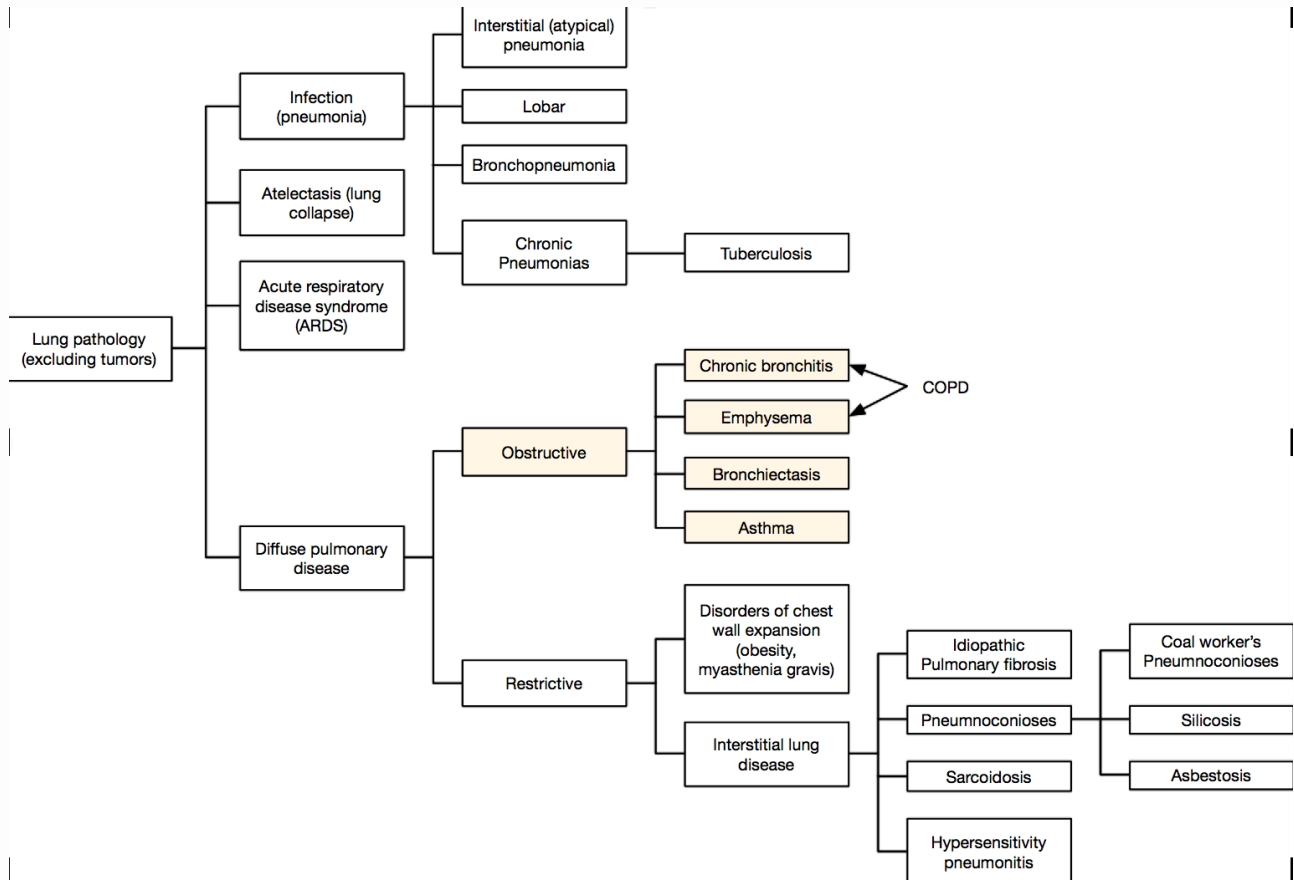 Interstitial (atypical)
pneumonia
Infection
(pneumonia)
Lobar
Bronchopneumonia
Atelectasis (lung
collapse)
Chronic
Pneumonias
Tuberculosis
Acute respiratory
disease syndrome
(ARDS)
Lung pathology
(excluding tumors)
Chronic bronchitis
COPD
Emphysema
Obstructive
Bronchiectasis
Asthma
Diffuse pulmonary
disease
Disorders of chest
wall expansion
(obesity,
myasthenia gravis)
Restrictive
Idiopathic
Pulmonary fibrosis
Coal worker's
Pneumnoconioses
Pneumnoconioses
Silicosis
Interstitial lung
disease
Sarcoidosis
Asbestosis
Hypersensitivity
pneumonitis